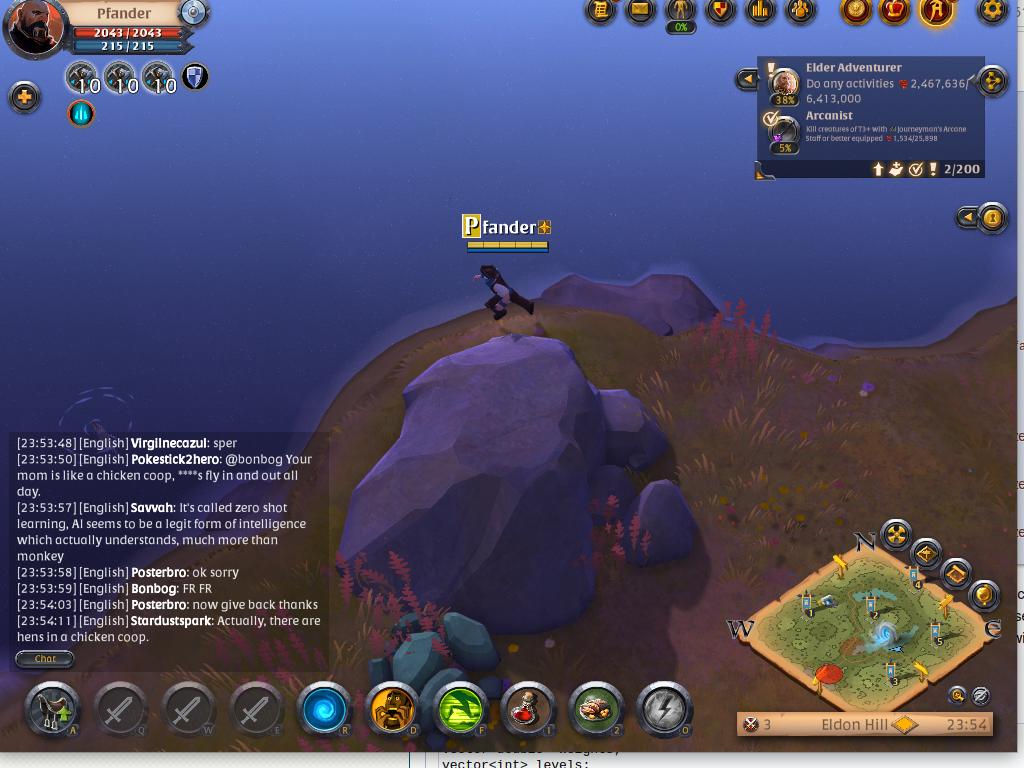 Pfander
2043/2043
215/215
10 10 10
0%
Elder Adventurer
Do any activities 2,467,636/
6,413,000
38%
Arcanist
Kill creatures of T3+ with Journeyman's Arcane
Staff or better equipped 1,534/25,898
5%
2/200
Pfander
[23:53:48] [English] Virgilnecazul: sper
[23:53:50] [English] Pokestick2hero: @bonbog Your
mom is like a chicken coop, ****s fly in and out all
day.
[23:53:57] [English] Savvah: It's called zero shot
learning, AI seems to be a legit form of intelligence
which actually understands, much more than
monkey
[23:53:58] [English] Posterbro: ok sorry
[23:53:59] [English] Bonbog: FR FR
[23:54:03] [English] Posterbro: now give back thanks
[23:54:11] [English] Stardustspark: Actually, there are
hens in a chicken coop.
Chat
A Q W E R D F 1 2 O
N
W
E
1 2 3 4 5
3 Eldon Hill 23:54
vector<int> levels;